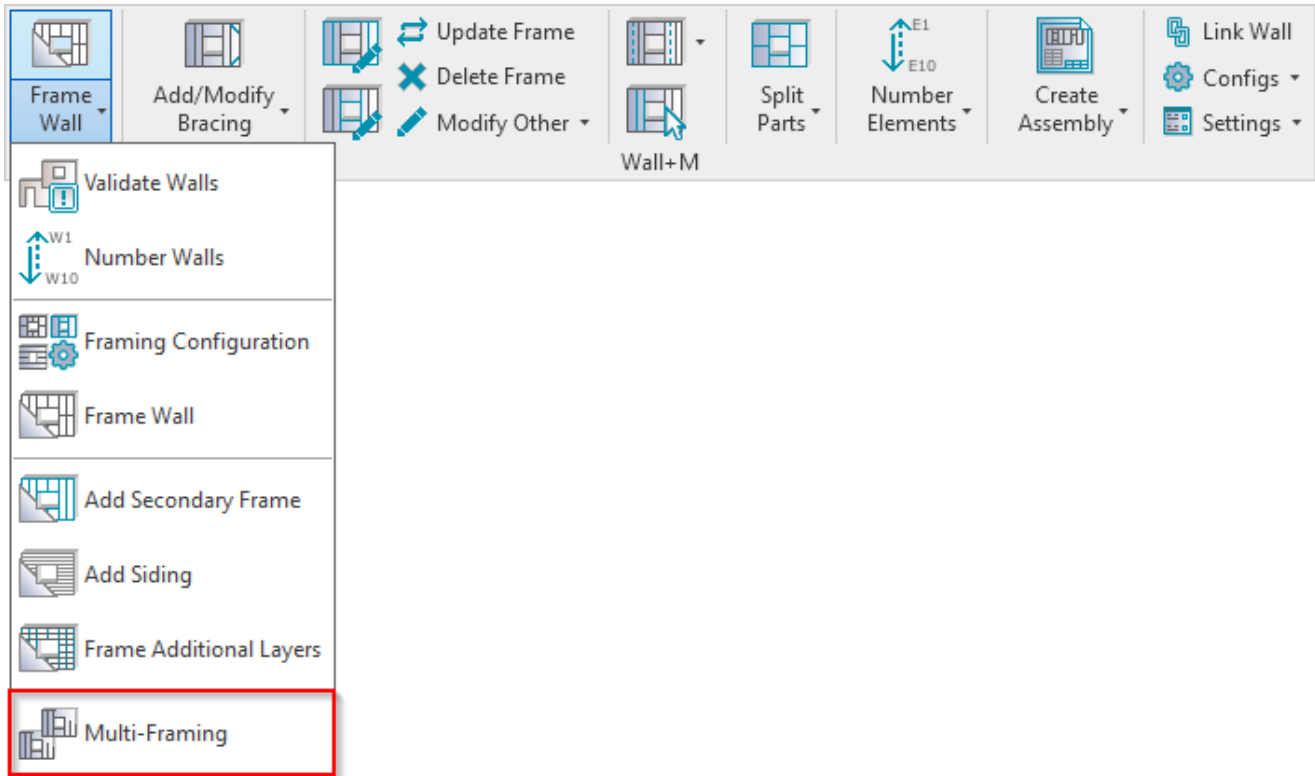 Frame
Wall
Add/Modify
Bracing
Update Frame
Delete Frame
Modify Other
Split
Parts
E1
E10
Number
Elements
Create
Assembly
Link Wall
Configs
Settings
Wall+M
Validate Walls
W1
W10
Number Walls
Framing Configuration
Frame Wall
Add Secondary Frame
Add Siding
Frame Additional Layers
Multi-Framing